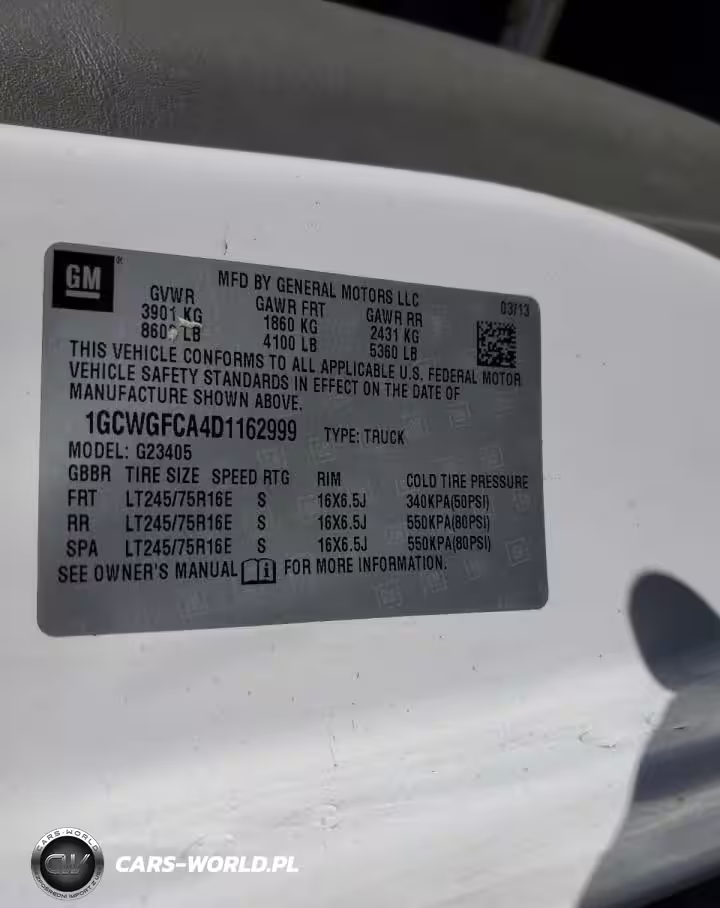 GM
MFD BY GENERAL MOTORS LLC
03/13
GVWR GAWR FRT GAWR RR
3901 KG 1860 KG 2431 KG
LB 4100 LB 5360 LB
THIS VEHICLE CONFORMS TO ALL APPLICABLE U.S. FEDERAL MOTOR
VEHICLE SAFETY STANDARDS IN EFFECT ON THE DATE OF
MANUFACTURE SHOWN ABOVE.
1GCWGFCA4D1162999 TYPE: TRUCK
MODEL: G23405
GBBR TIRE SIZE SPEED RTG RIM COLD TIRE PRESSURE
FRT LT245/75R16E S 16X6.5J 340KPA(50PSI)
RR LT245/75R16E S 16X6.5J 550KPA(80PSI)
SPA LT245/75R16E S 16X6.5J 550KPA(80PSI)
SEE OWNER'S MANUAL FOR MORE INFORMATION.
CARS-WORLD
CW
CARS-WORLD.PL